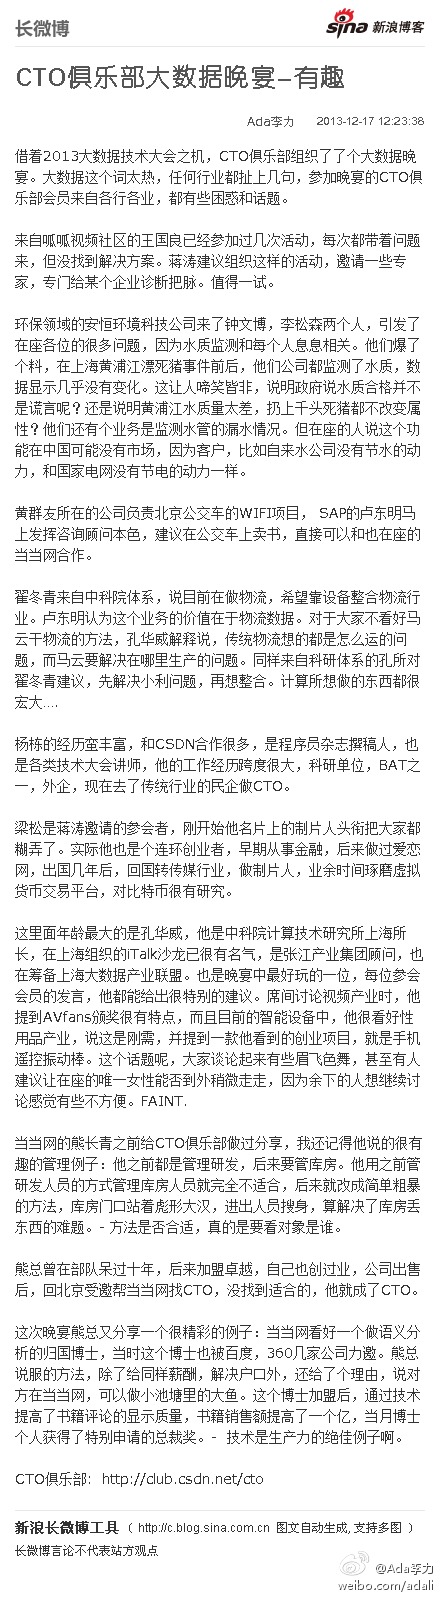 长微博
sina 新浪博客
CTO俱乐部大数据晚宴-有趣
Ada李力 2013-12-17 12:23:38
借着2013大数据技术大会之机，CTO俱乐部组织了了个大数据晚
宴。大数据这个词太热，任何行业都扯上几句，参加晚宴的CTO俱
乐部会员来自各行各业，都有些困惑和话题。
来自呱呱视频社区的王国良已经参加过几次活动，每次都带着问题
来，但没找到解决方案。蒋涛建议组织这样的活动，邀请一些专
家，专门给某个企业诊断把脉。值得一试。
环保领域的安恒环境科技公司来了钟文博，李松森两个人，引发了
在座各位的很多问题，因为水质监测和每个人息息相关。他们爆了
个料，在上海黄浦江漂死猪事件前后，他们公司都监测了水质，数
据显示几乎没有变化。这让人啼笑皆非，说明政府说水质合格并不
是谎言呢？还是说明黄浦江水质量太差，扔上千头死猪都不改变属
性？他们还有个业务是监测水管的漏水情况。但在座的人说这个功
能在中国可能没有市场，因为客户，比如自来水公司没有节水的动
力，和国家电网没有节电的动力一样。
黄群友所在的公司负责北京公交车的WIFI项目， SAP的卢东明马
上发挥咨询顾问本色，建议在公交车上卖书，直接可以和也在座的
当当网合作。
翟冬青来自中科院体系，说目前在做物流，希望靠设备整合物流行
业。卢东明认为这个业务的价值在于物流数据。对于大家不看好马
云干物流的方法，孔华威解释说，传统物流想的都是怎么运的问
题，而马云要解决在哪里生产的问题。同样来自科研体系的孔所对
翟冬青建议，先解决小利问题，再想整合。计算所想做的东西都很
宏大....
杨栋的经历蛮丰富，和CSDN合作很多，是程序员杂志撰稿人，也
是各类技术大会讲师，他的工作经历跨度很大，科研单位，BAT之
一，外企，现在去了传统行业的民企做CTO。
梁松是蒋涛邀请的参会者，刚开始他名片上的制片人头衔把大家都
糊弄了。实际他也是个连环创业者，早期从事金融，后来做过爱恋
网，出国几年后，回国转传媒行业，做制片人，业余时间琢磨虚拟
货币交易平台，对比特币很有研究。
这里面年龄最大的是孔华威，他是中科院计算技术研究所上海所
长，在上海组织的iTalk沙龙已很有名气，是张江产业集团顾问，也
在筹备上海大数据产业联盟。也是晚宴中最好玩的一位，每位参会
会员的发言，他都能给出很特别的建议。席间讨论视频产业时，他
提到AVfans颁奖很有特点，而且目前的智能设备中，他很看好性
用品产业，说这是刚需，并提到一款他看到的创业项目，就是手机
遥控振动棒。这个话题呢，大家谈论起来有些眉飞色舞，甚至有人
建议让在座的唯一女性能否到外稍微走走，因为余下的人想继续讨
论感觉有些不方便。FAINT.
当当网的熊长青之前给CTO俱乐部做过分享，我还记得他说的很有
趣的管理例子：他之前都是管理研发，后来要管库房。他用之前管
研发人员的方式管理库房人员就完全不适合，后来就改成简单粗暴
的方法，库房门口站着彪形大汉，进出人员搜身，算解决了库房丢
东西的难题。- 方法是否合适，真的是要看对象是谁。
熊总曾在部队呆过十年，后来加盟卓越，自己也创过业，公司出售
后，回北京受邀帮当当网找CTO，没找到适合的，他就成了CTO。
这次晚宴熊总又分享一个很精彩的例子：当当网看好一个做语义分
析的归国博士，当时这个博士也被百度，360几家公司力邀。熊总
说服的方法，除了给同样薪酬，解决户口外，还给了个理由，说对
方在当当网，可以做小池塘里的大鱼。这个博士加盟后，通过技术
提高了书籍评论的显示质量，书籍销售额提高了一个亿，当月博士
个人获得了特别申请的总裁奖。- 技术是生产力的绝佳例子啊。
CTO俱乐部：http://club.csdn.net/cto
新浪长微博工具（ http://c.blog.sina.com.cn 图文自动生成, 支持多图 ）
长微博言论不代表站方观点
@Ada李力
weibo.com/adali